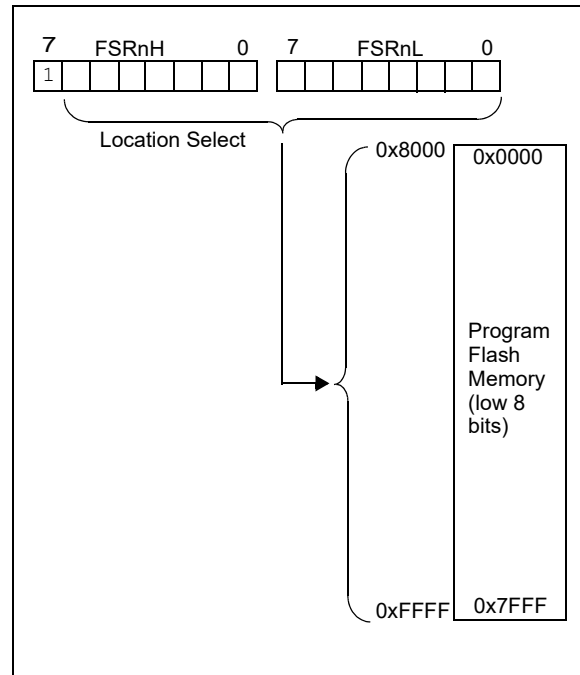 7 FSRnH 0 7 FSRnL 0
1
Location Select
0x8000 0x0000
Program
Flash
Memory
(low 8
bits)
0xFFFF 0x7FFF